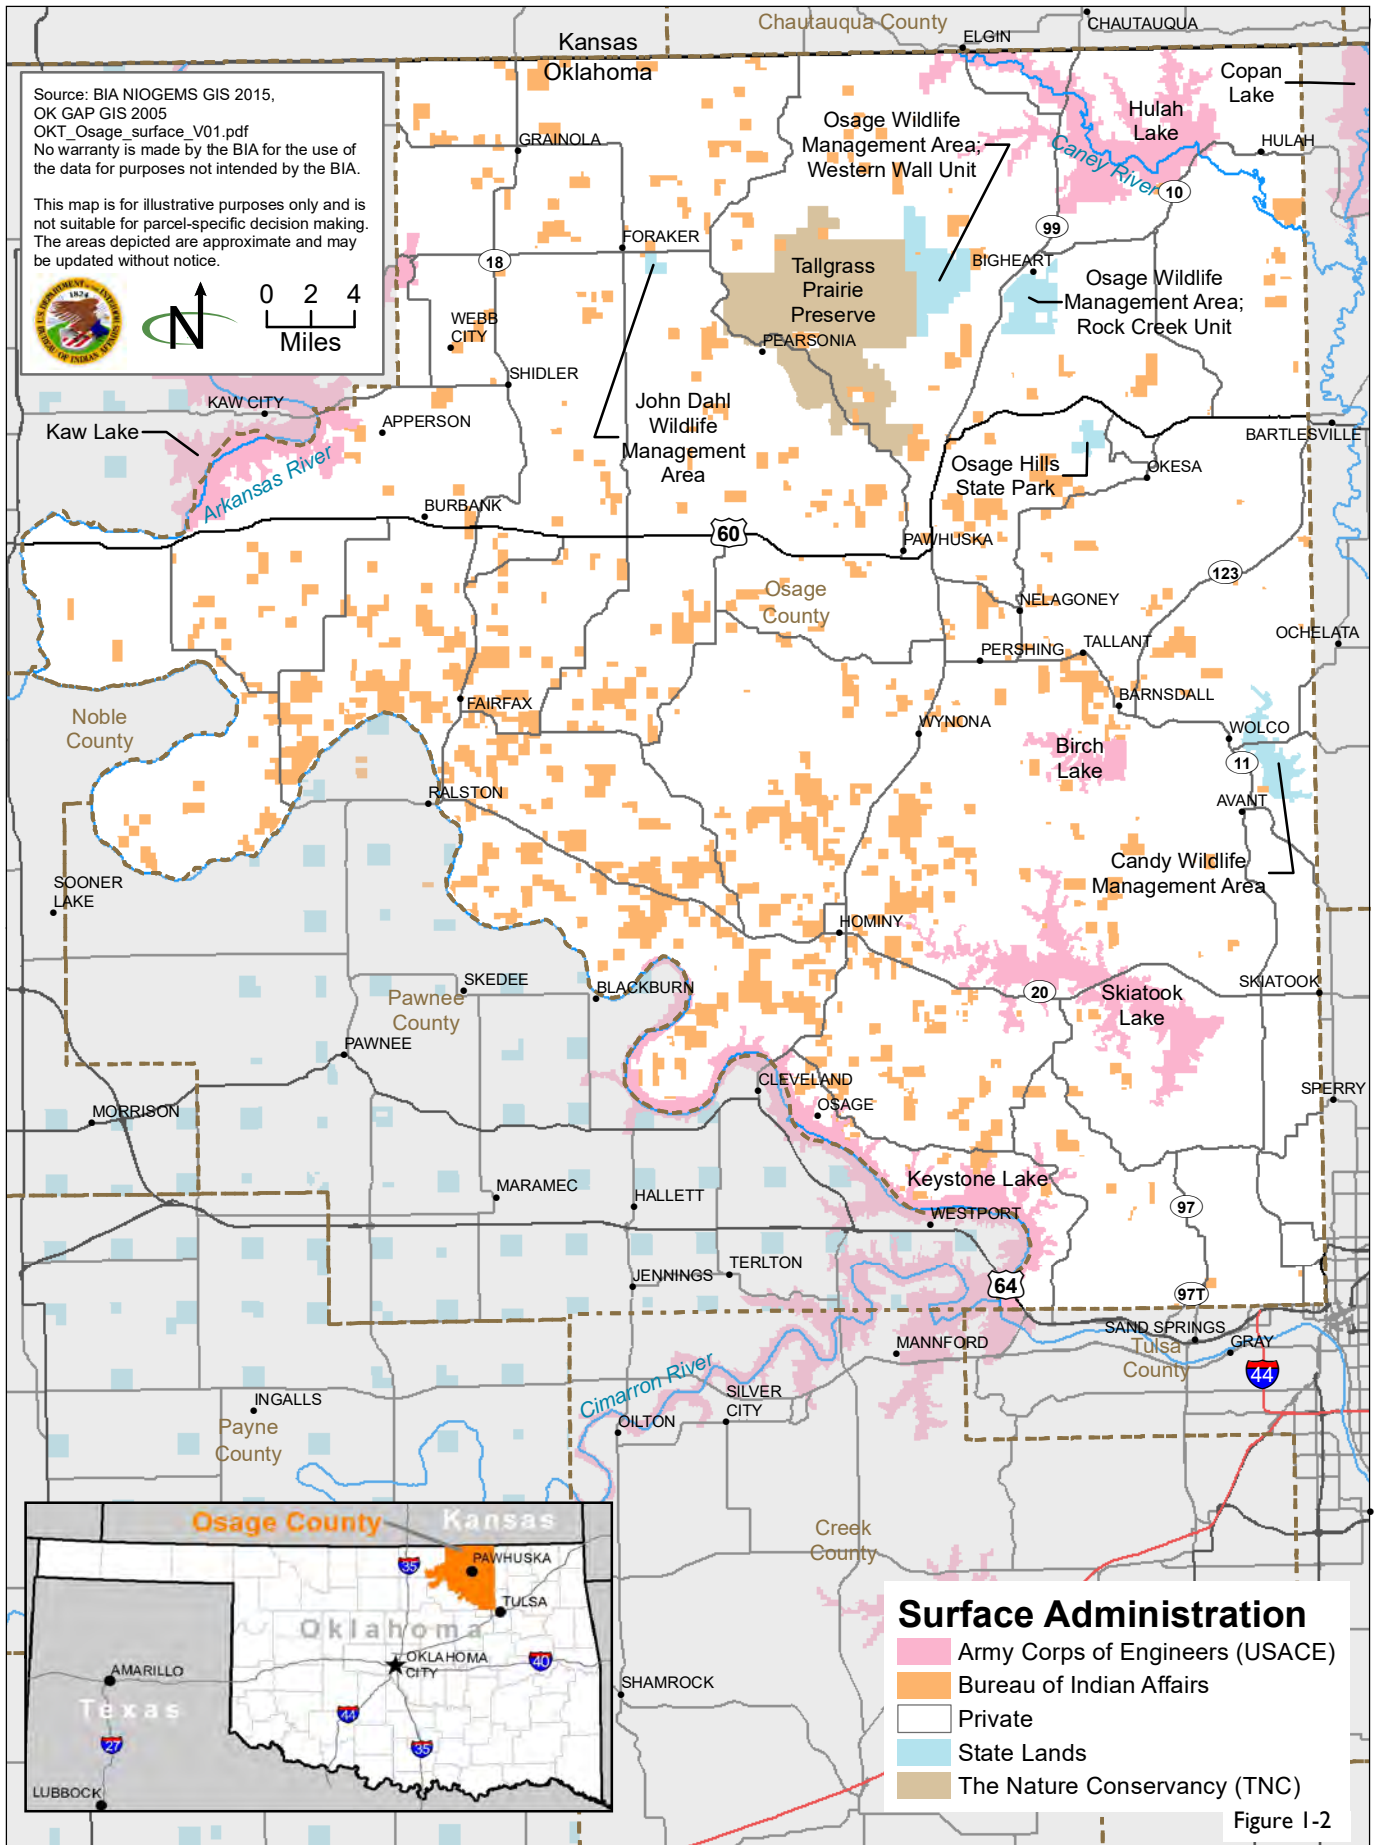 Chautauqua County
CHAUTAUQUA
ELGIN
Kansas
Oklahoma
Source: BIA NIOGEMS GIS 2015,
OK GAP GIS 2005
OKT_Osage_surface_V01.pdf
No warranty is made by the BIA for the use of
the data for purposes not intended by the BIA.
This map is for illustrative purposes only and is
not suitable for parcel-specific decision making.
The areas depicted are approximate and may
be updated without notice.
N
0 2 4
Miles
Copan
Lake
Hulah
Lake
HULAH
Osage Wildlife
Management Area;
Western Wall Unit
Caney River
10
99
GRAINOLA
FORAKER
18
BIGHEART
Tallgrass
Prairie
Preserve
Osage Wildlife
Management Area;
Rock Creek Unit
WEBB
CITY
PEARSONIA
SHIDLER
KAW CITY
Kaw Lake
APPERSON
John Dahl
Wildlife
Management
Area
BARTLESVILLE
Arkansas River
Osage Hills
State Park
OKESA
BURBANK
60
PAWHUSKA
123
Osage
County
NELAGONEY
OCHELATA
PERSHING
TALLANT
BARNSDALL
FAIRFAX
Noble
County
WYNONA
WOLCO
Birch
Lake
11
RALSTON
AVANT
Candy Wildlife
Management Area
SOONER
LAKE
HOMINY
SKEDEE
BLACKBURN
SKIATOOK
20
Skiatook
Lake
Pawnee
County
PAWNEE
CLEVELAND
OSAGE
SPERRY
MORRISON
Keystone Lake
MARAMEC
HALLETT
WESTPORT
97
TERLTON
JENNINGS
64
97T
SAND SPRINGS
MANNFORD
GRAY
Tulsa
County
44
Cimarron River
SILVER
CITY
INGALLS
OILTON
Payne
County
Creek
County
Osage County
Kansas
35
PAWHUSKA
TULSA
Oklahoma
OKLAHOMA
CITY
40
AMARILLO
Texas
44
35
27
LUBBOCK
SHAMROCK
Surface Administration
Army Corps of Engineers (USACE)
Bureau of Indian Affairs
Private
State Lands
The Nature Conservancy (TNC)
Figure 1-2